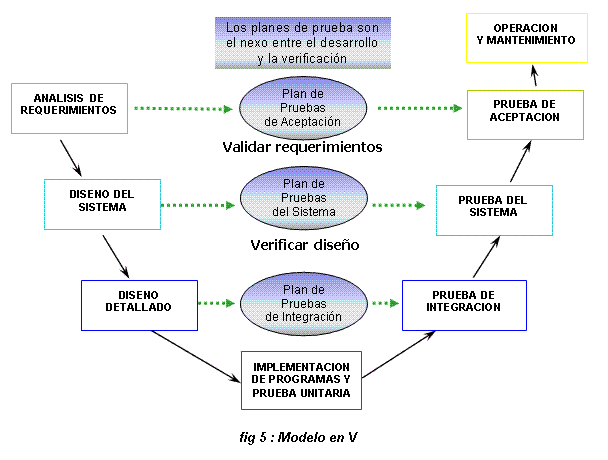 Los planes de prueba son
el nexo entre el desarrollo
y la verificación
OPERACION
Y MANTENIMIENTO
ANALISIS DE
REQUERIMIENTOS
Plan de
Pruebas
de Aceptación
PRUEBA DE
ACEPTACION
Validar requerimientos
DISENO DEL
SISTEMA
Plan de
Pruebas
del Sistema
PRUEBA DEL
SISTEMA
Verificar diseño
DISENO
DETALLADO
Plan de
Pruebas
de Integración
PRUEBA DE
INTEGRACION
IMPLEMENTACION
DE PROGRAMAS Y
PRUEBA UNITARIA
fig 5 : Modelo en V